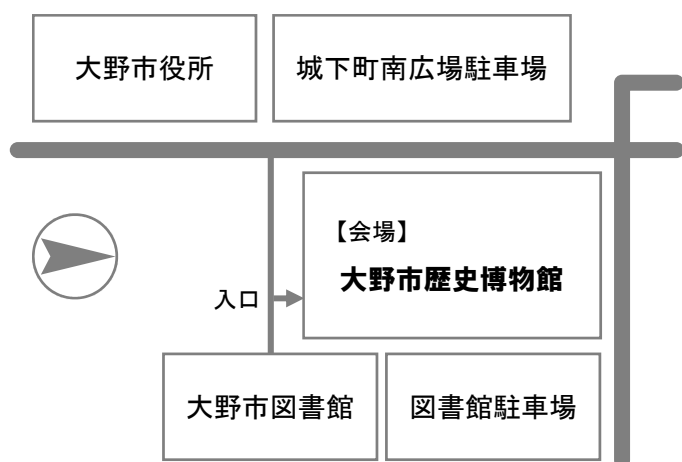 大野市役所
城下町南広場駐車場
【会場】
大野市歴史博物館
入口
大野市図書館
図書館駐車場